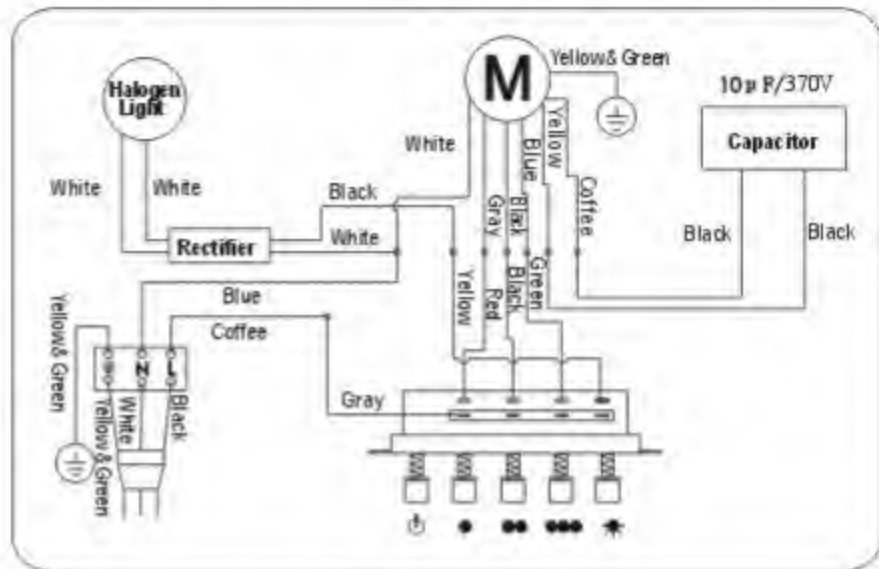 Halogen
Light
M
Yellow& Green
10μF/370V
Capacitor
White
White
White
Black
White
Rectifier
Gray
Black
Blue
Yellow
Coffee
Black
Black
Yellow
Red
Black
Green
Blue
Coffee
Yellow& Green
N
L
Gray
Yellow & Green
White
Black